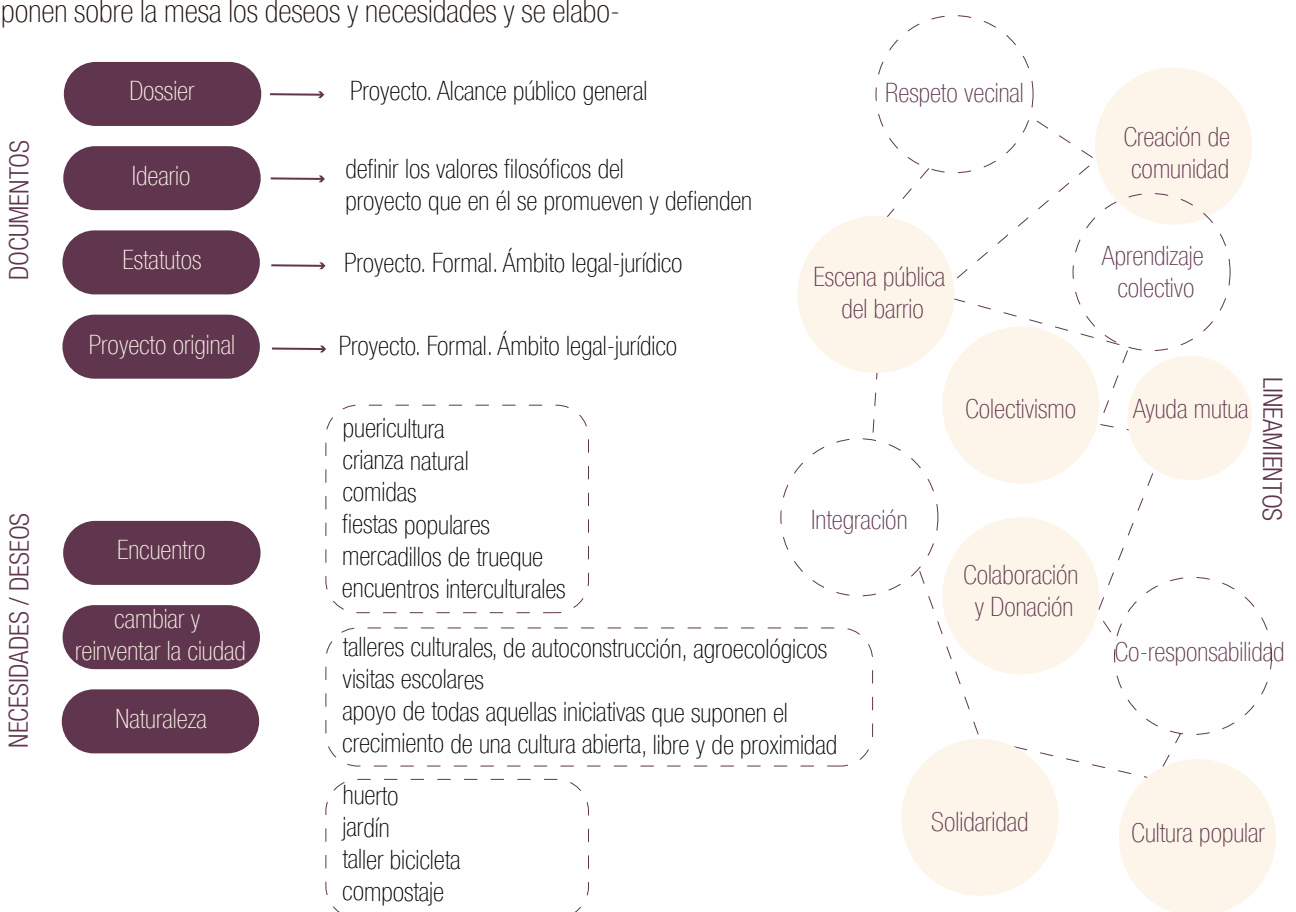 ponen sobre la mesa los deseos y necesidades y se elabo-
DOCUMENTOS
Dossier
Proyecto. Alcance público general
Ideario
definir los valores filosóficos del
proyecto que en él se promueven y defienden
Estatutos
Proyecto. Formal. Ámbito legal-jurídico
Proyecto original
Proyecto. Formal. Ámbito legal-jurídico
NECESIDADES / DESEOS
Encuentro
cambiar y
reinventar la ciudad
Naturaleza
puericultura
crianza natural
comidas
fiestas populares
mercadillos de trueque
encuentros interculturales
talleres culturales, de autoconstrucción, agroecológicos
visitas escolares
apoyo de todas aquellas iniciativas que suponen el
crecimiento de una cultura abierta, libre y de proximidad
huerto
jardín
taller bicicleta
compostaje
Respeto vecinal
Creación de
comunidad
Aprendizaje
colectivo
Escena pública
del barrio
Colectivismo
Ayuda mutua
LINEAMIENTOS
Integración
Colaboración
y Donación
Co-responsabilidad
Solidaridad
Cultura popular